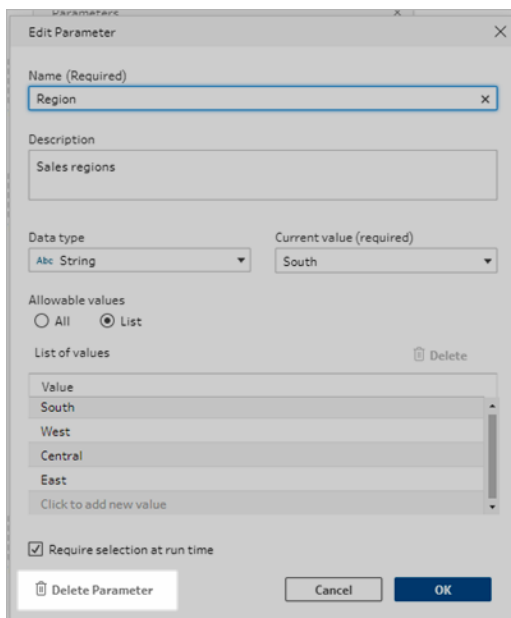 Parameters
Edit Parameter
Name (Required)
Region
Description
Sales regions
Data type Current value (required)
Abc String South
Allowable values
All List
List of values Delete
Value
South
West
Central
East
Click to add new value
Require selection at run time
Delete Parameter Cancel OK